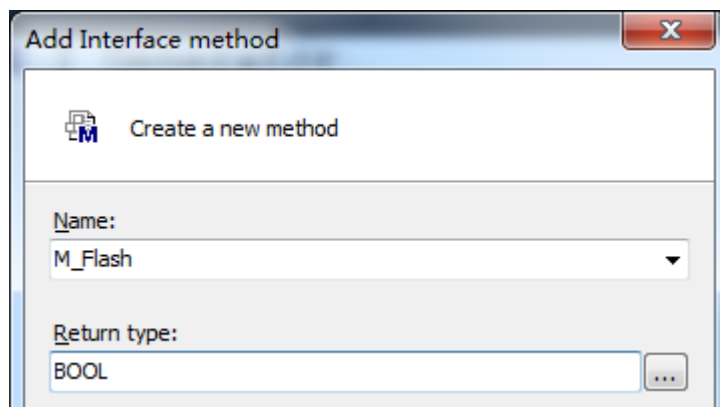 Add Interface method
Create a new method
Name:
M_Flash
Return type:
BOOL
...